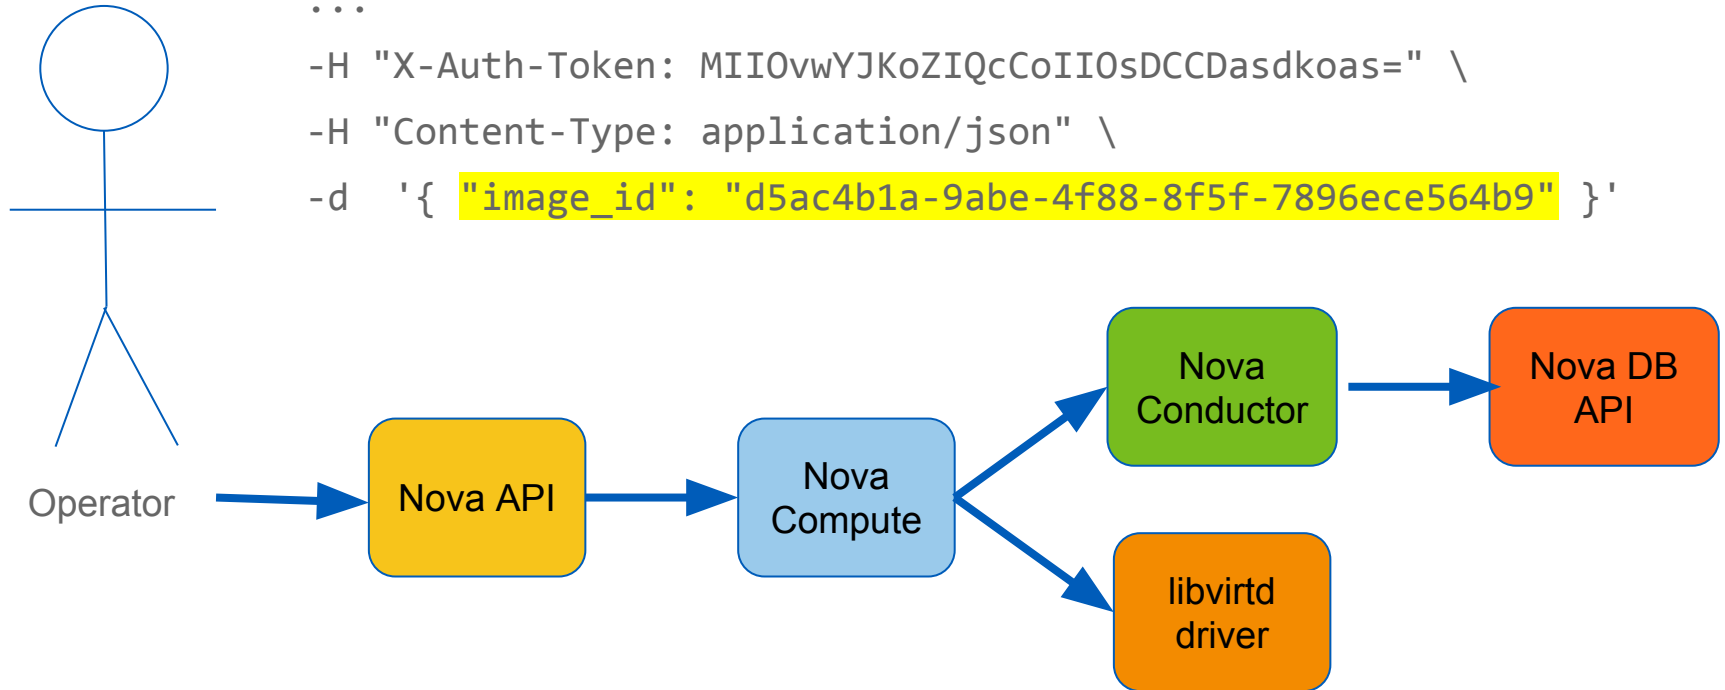 ...
-H "X-Auth-Token: MIIOvwYJKoZIQcCoIIOsDCCDasdkoas=" \
-H "Content-Type: application/json" \
-d  '{ "image_id": "d5ac4b1a-9abe-4f88-8f5f-7896ece564b9" }'
Operator
Nova API
Nova
Compute
Nova
Conductor
Nova DB
API
libvirtd
driver